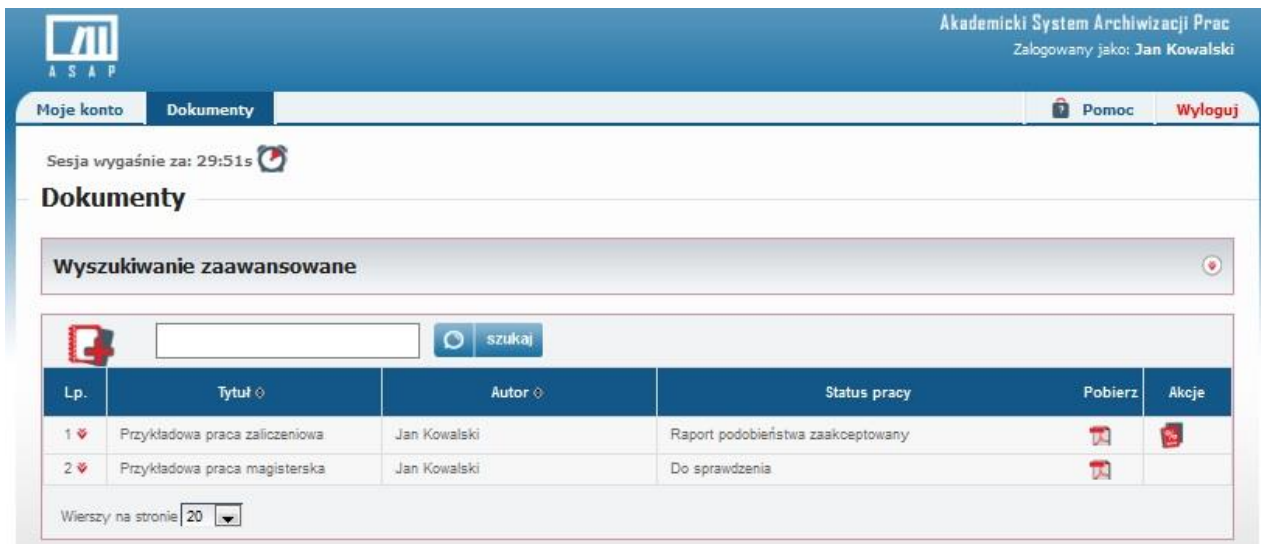 Akademicki System Archiwizacji Prac
Zalogowany jako: Jan Kowalski
A S A P
Moje konto Dokumenty Pomoc Wyloguj
Sesja wygaśnie za: 29:51s
Dokumenty
Wyszukiwanie zaawansowane
szukaj
Lp. Tytuł Autor Status pracy Pobierz Akcje
1 Przykładowa praca zaliczeniowa Jan Kowalski Raport podobieństwa zaakceptowany
2 Przykładowa praca magisterska Jan Kowalski Do sprawdzenia
Wierszy na stronie 20